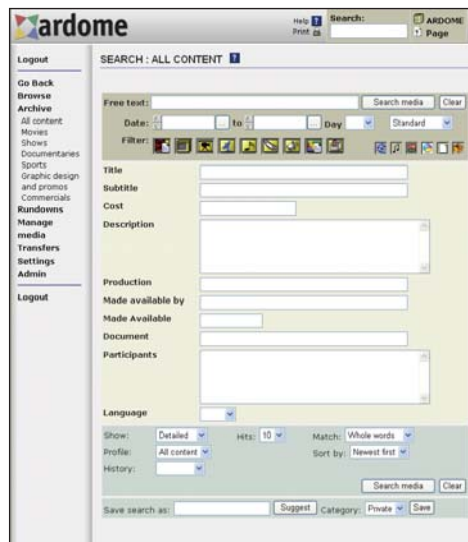 ardome
Help ?
Print
Search:
ARDOME
Page
Logout
Go Back
Browse
Archive
All content
Movies
Shows
Documentaries
Sports
Graphic design
and promos
Commercials
Rundowns
Manage
media
Transfers
Settings
Admin
Logout
SEARCH : ALL CONTENT ?
Free text: Search media Clear
Date: ... to ... Day Standard
Filter:
Title
Subtitle
Cost
Description
Production
Made available by
Made Available
Document
Participants
Language
Show: Detailed Hits: 10 Match: Whole words
Profile: All content Sort by: Newest first
History:
Search media Clear
Save search as: Suggest Category: Private Save